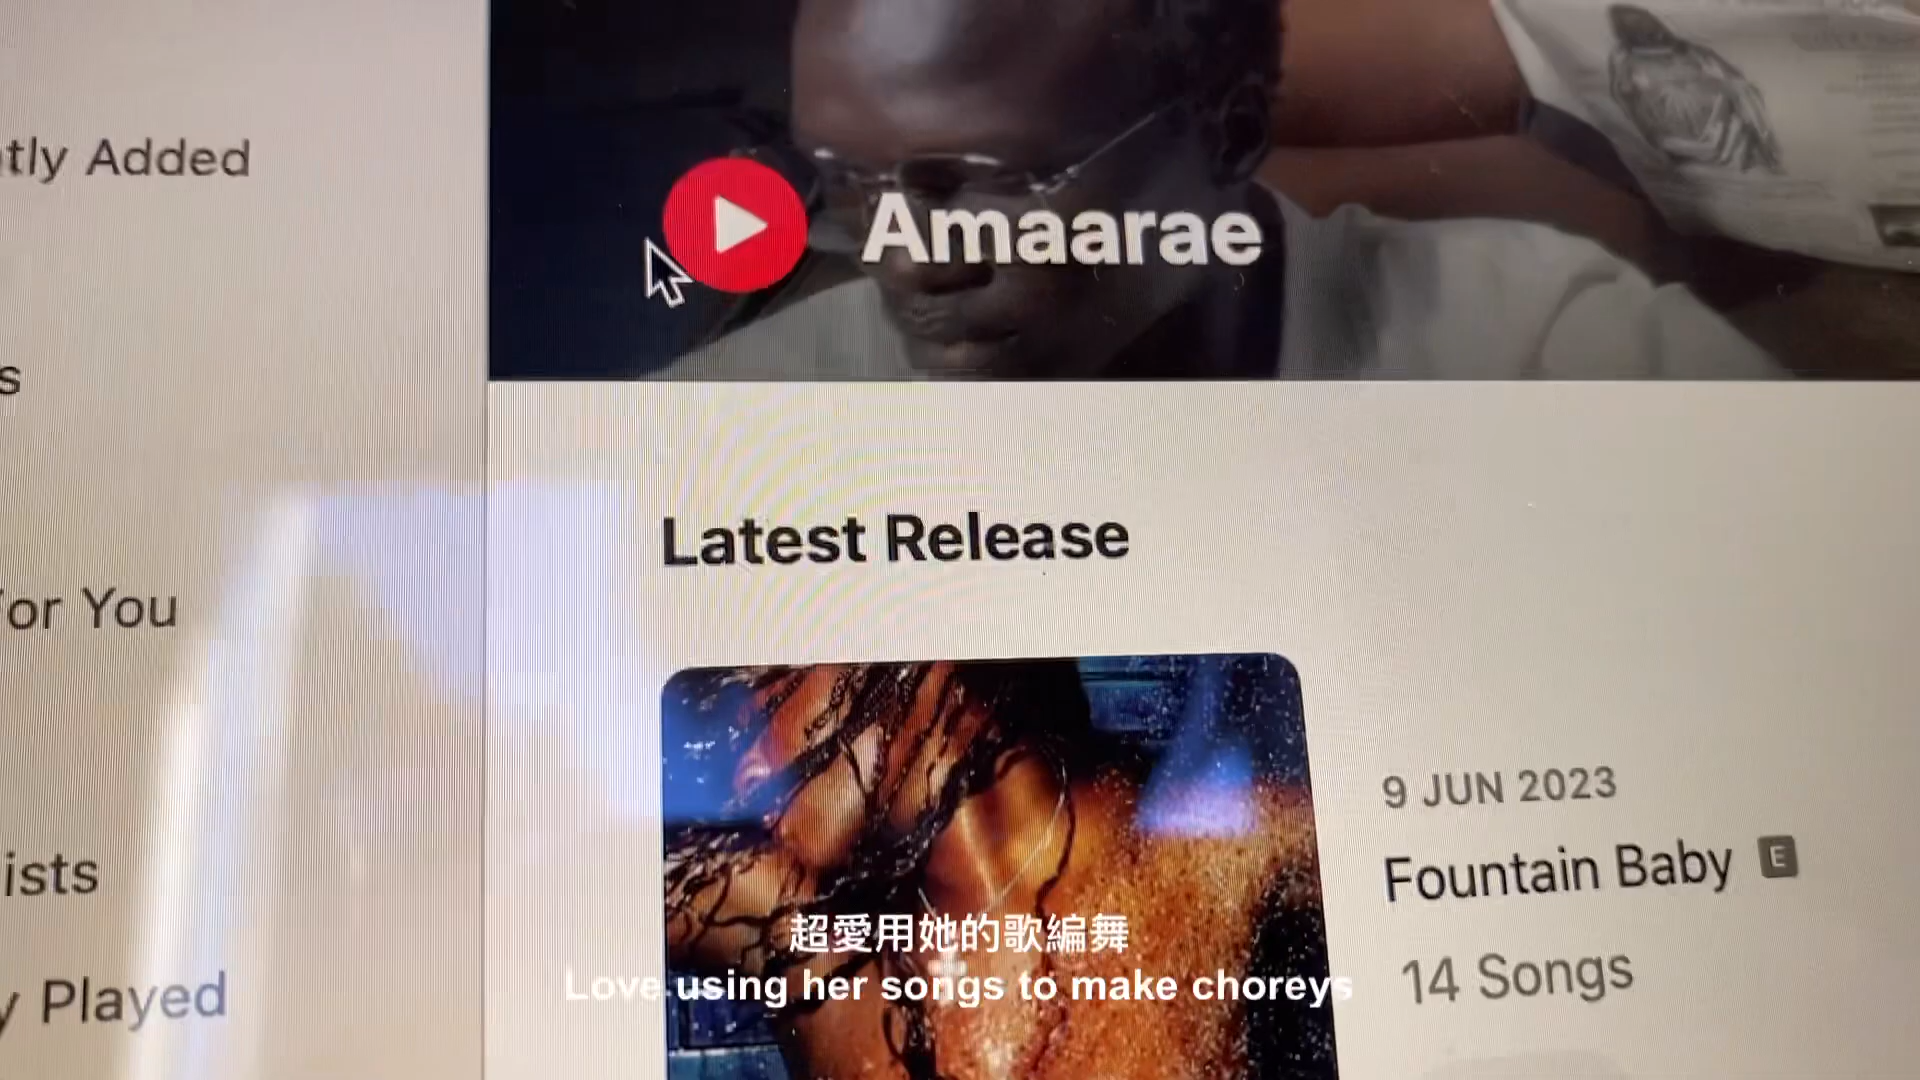 tly Added
s
or You
ists
y Played
Amaarae
Latest Release
9 JUN 2023
Fountain Baby E
14 Songs
超愛用她的歌編舞
Love using her songs to make choreys